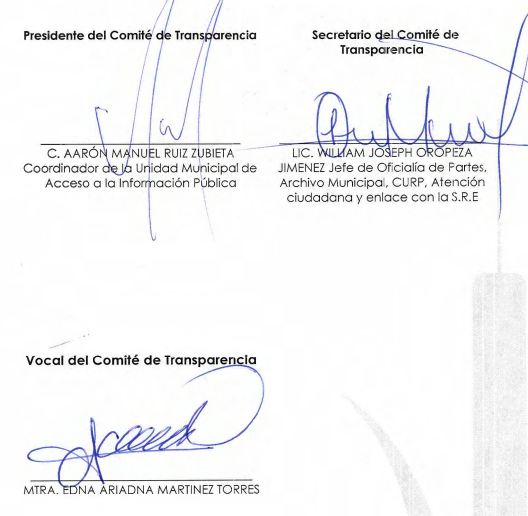 Presidente del Comité de Transparencia
C. AARÓN MANUEL RUIZ ZUBIETA
Coordinador de la Unidad Municipal de
Acceso a la Información Pública
Secretario del Comité de
Transparencia
LIC. WILLIAM JOSEPH OROPEZA
JIMENEZ Jefe de Oficialía de Partes,
Archivo Municipal, CURP, Atención
ciudadana y enlace con la S.R.E
Vocal del Comité de Transparencia
MTRA. EDNA ARIADNA MARTINEZ TORRES